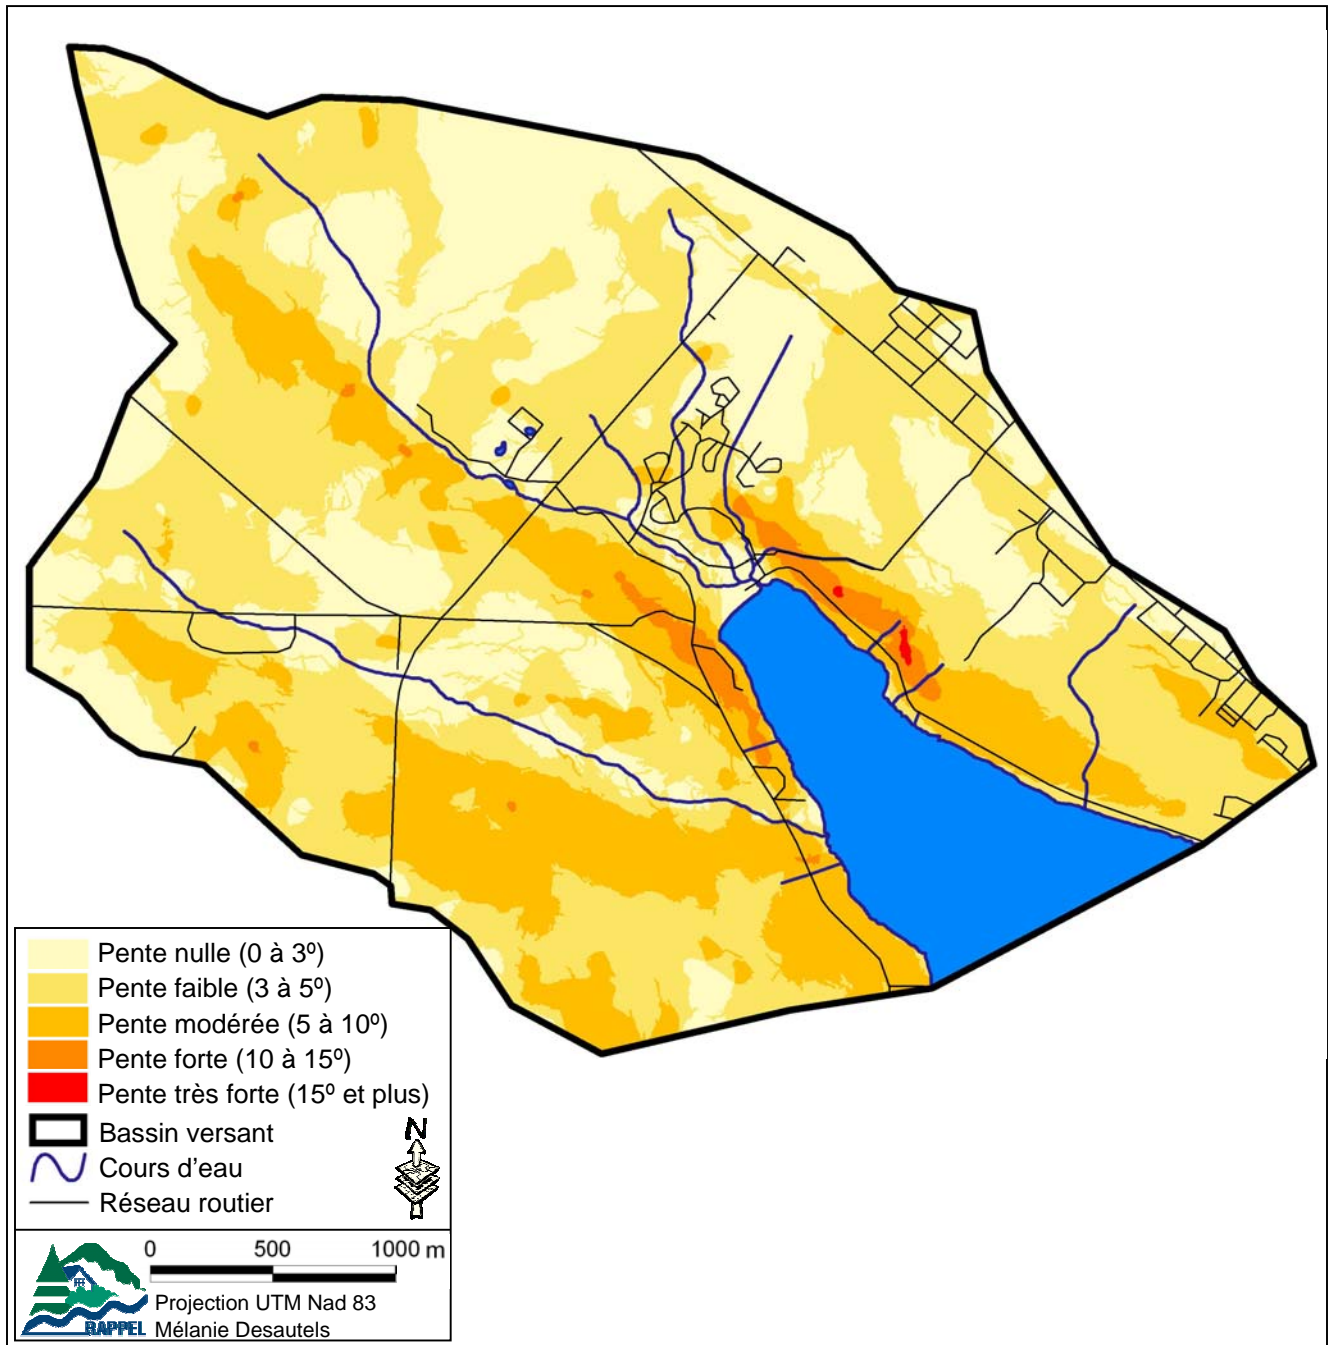 Pente nulle (0 à 3º)
Pente faible (3 à 5º)
Pente modérée (5 à 10º)
Pente forte (10 à 15º)
Pente très forte (15º et plus)
Bassin versant
Cours d'eau
Réseau routier
N
0 500 1000 m
Projection UTM Nad 83
Mélanie Desautels
RAPPEL